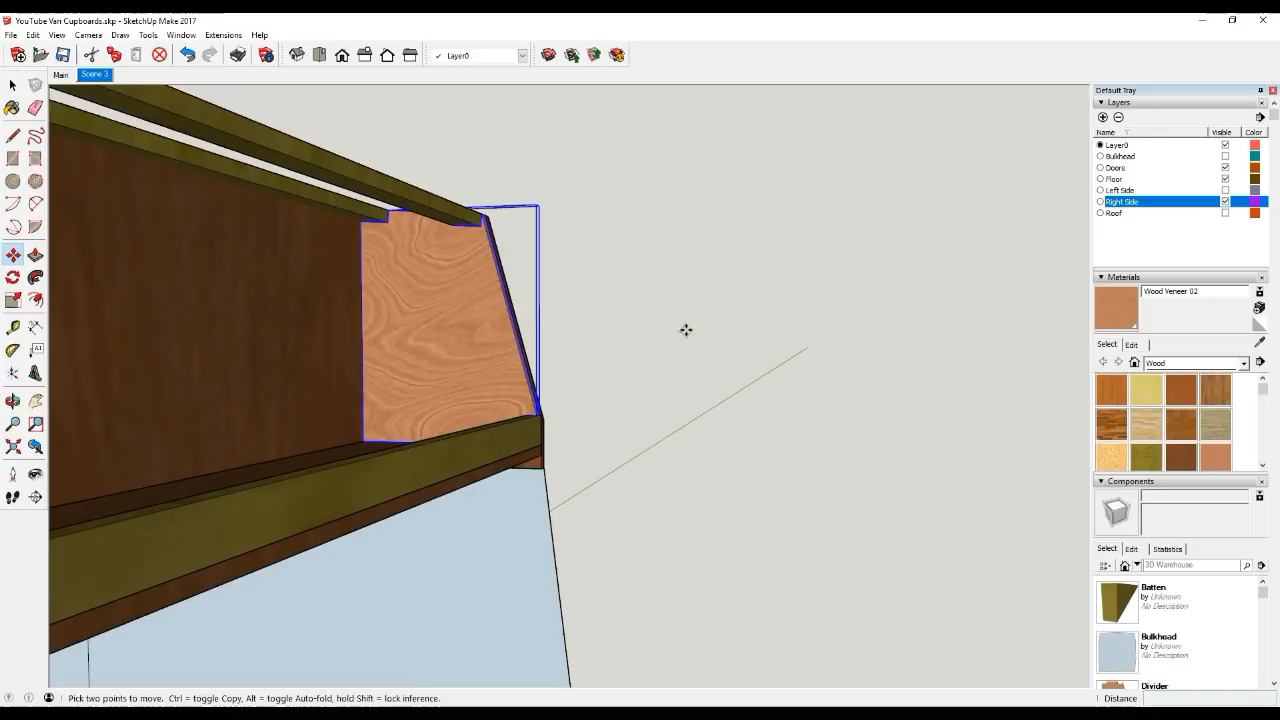 YouTube Van Cupboards.skp - SketchUp Make 2017
File Edit View Camera Draw Tools Window Extensions Help
Layer0
Main Scene 3
Default Tray
Layers
Name Visible Color
Layer0
Bulkhead
Doors
Floor
Left Side
Right Side
Roof
Materials
Wood Veneer 02
Select Edit
Wood
Components
Select Edit Statistics
3D Warehouse
Batten
by Unknown
No Description
Bulkhead
by Unknown
No Description
Divider
Pick two points to move. Ctrl = toggle Copy, Alt = toggle Auto-fold, hold Shift = lock inference.
Distance